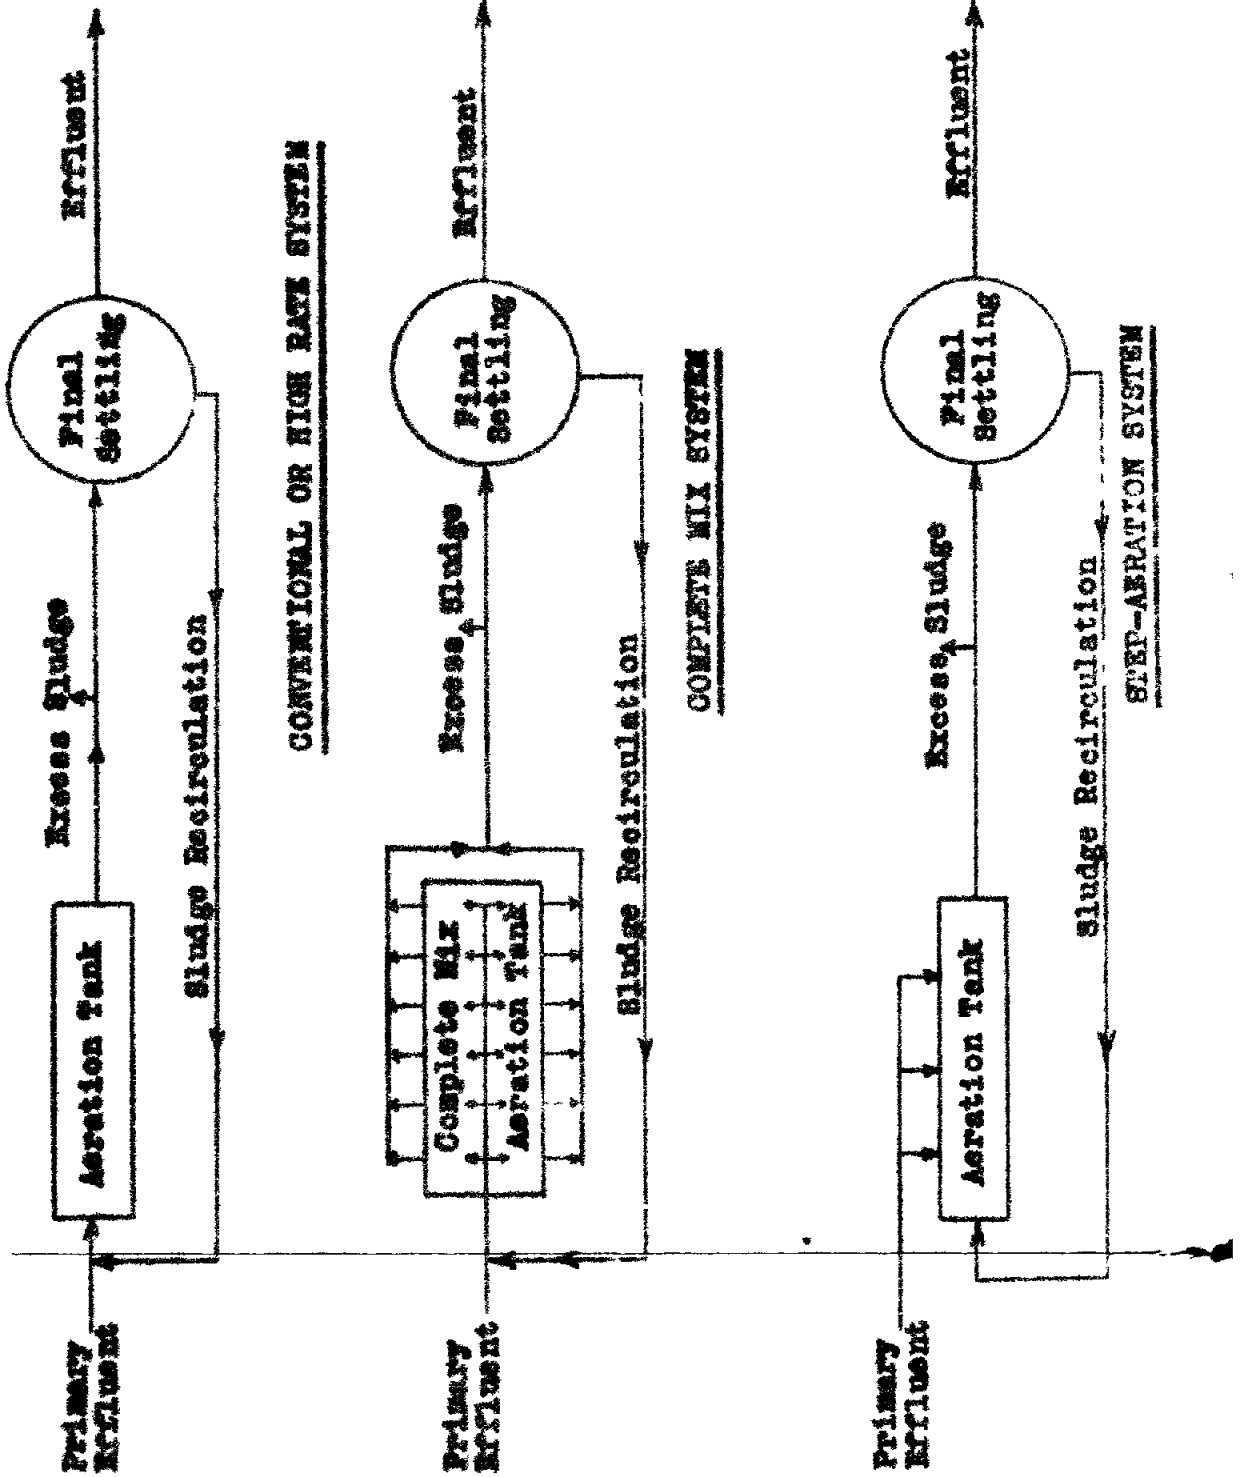 Primary
Effluent
Aeration Tank
Excess Sludge
Final
Settling
Effluent
Sludge Recirculation
CONVENTIONAL OR HIGH RATE SYSTEM
Primary
Effluent
Complete Mix
Aeration Tank
Excess Sludge
Final
Settling
Effluent
Sludge Recirculation
COMPLETE MIX SYSTEM
Primary
Effluent
Aeration Tank
Excess Sludge
Final
Settling
Effluent
Sludge Recirculation
STEP-AERATION SYSTEM